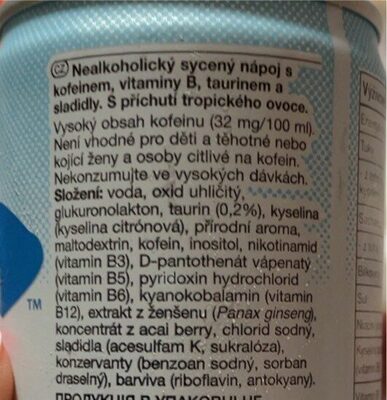 CZ Nealkoholický sycený nápoj s
kofeinem, vitaminy B, taurinem a
sladidly. S příchutí tropického ovoce.
Vysoký obsah kofeinu (32 mg/100 ml).
Není vhodné pro děti a těhotné nebo
kojící ženy a osoby citlivé na kofein.
Nekonzumujte ve vysokých dávkách.
Složení: voda, oxid uhličitý,
glukuronolakton, taurin (0,2%), kyselina
(kyselina citrónová), přírodní aroma,
maltodextrin, kofein, inositol, nikotinamid
(vitamin B3), D-pantothenát vápenatý
(vitamin B5), pyridoxin hydrochlorid
(vitamin B6), kyanokobalamin (vitamin
B12), extrakt z ženšenu (Panax ginseng),
koncentrát z acai berry, chlorid sodný,
sladidla (acesulfam K, sukralóza),
konzervanty (benzoan sodný, sorban
draselný), barviva (riboflavin, antokyany).
TM
Tuky
Sůl